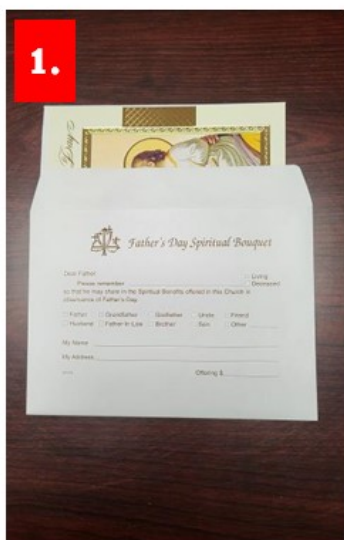 1.
Day
Father's Day Spiritual Bouquet
Dear Father
Living
Please remember
Deceased
so that he may share in the Spiritual Benefits offered in this Church in
observance of Father's Day.
Father Grandfather Godfather Uncle Friend
Husband Father In Law Brother Son Other
My Name
My Address
Offering $